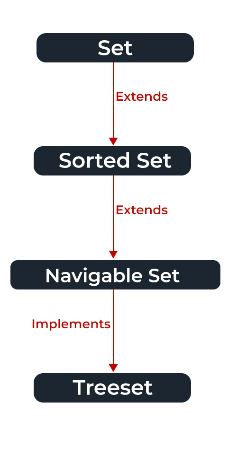 Set
Extends
Sorted Set
Extends
Navigable Set
Implements
Treeset